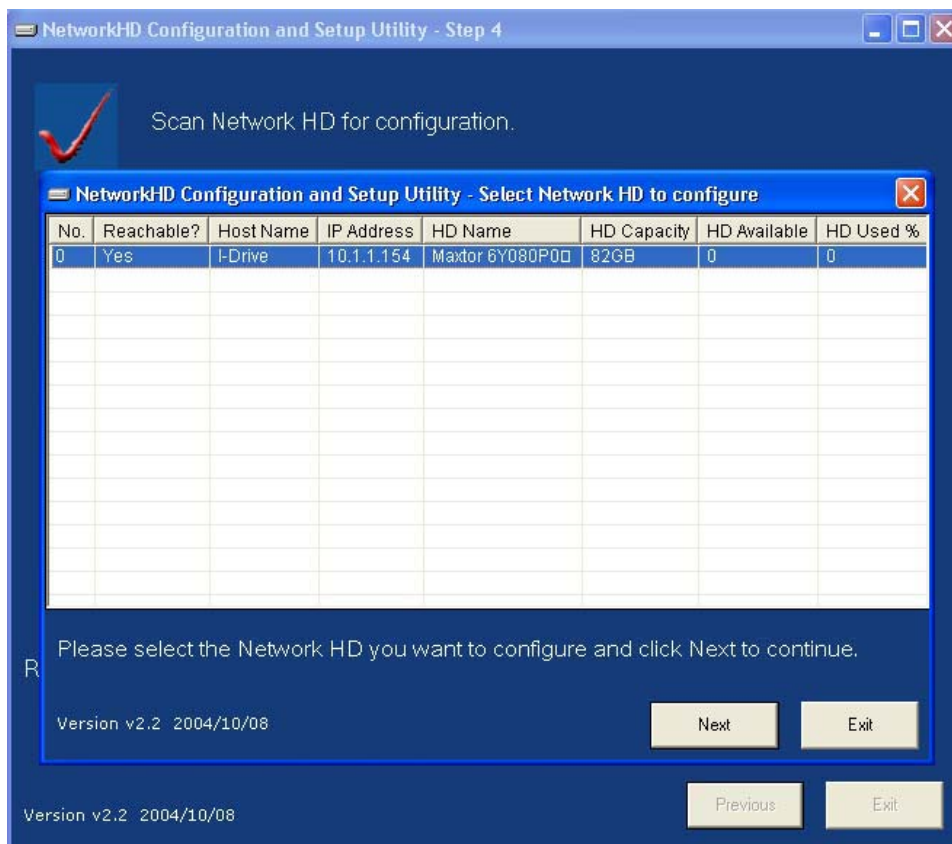 NetworkHD Configuration and Setup Utility - Step 4
Scan Network HD for configuration.
NetworkHD Configuration and Setup Utility - Select Network HD to configure
No. Reachable? Host Name IP Address HD Name HD Capacity HD Available HD Used %
0 Yes I-Drive 10.1.1.154 Maxtor 6Y080P0□ 82GB 0 0
Please select the Network HD you want to configure and click Next to continue.
R
Version v2.2 2004/10/08
Next Exit
Previous Exit
Version v2.2 2004/10/08